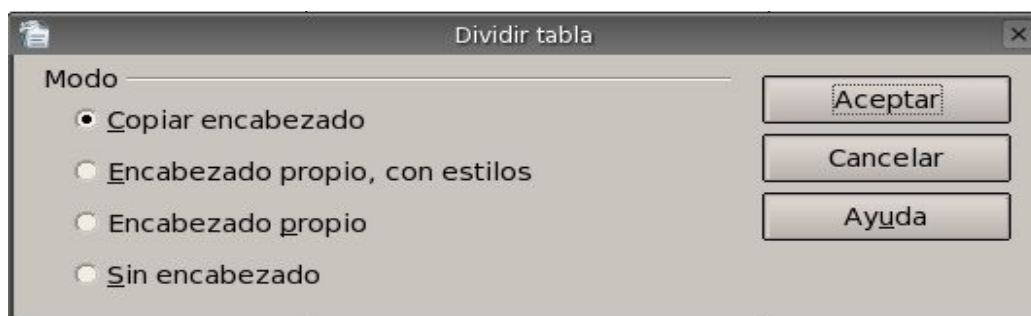 Dividir tabla
Modo
Copiar encabezado
Encabezado propio, con estilos
Encabezado propio
Sin encabezado
Aceptar
Cancelar
Ayuda